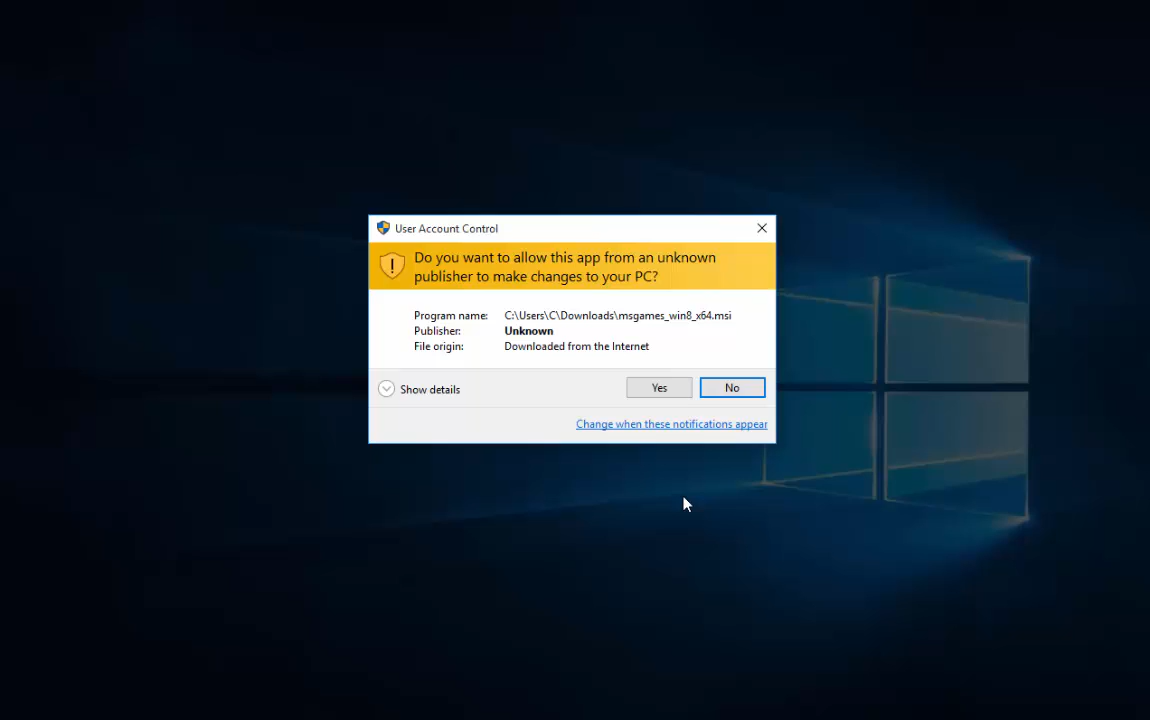 User Account Control
Do you want to allow this app from an unknown
publisher to make changes to your PC?
Program name: C:\Users\C\Downloads\msgames_win8_x64.msi
Publisher: Unknown
File origin: Downloaded from the Internet
Show details Yes No
Change when these notifications appear